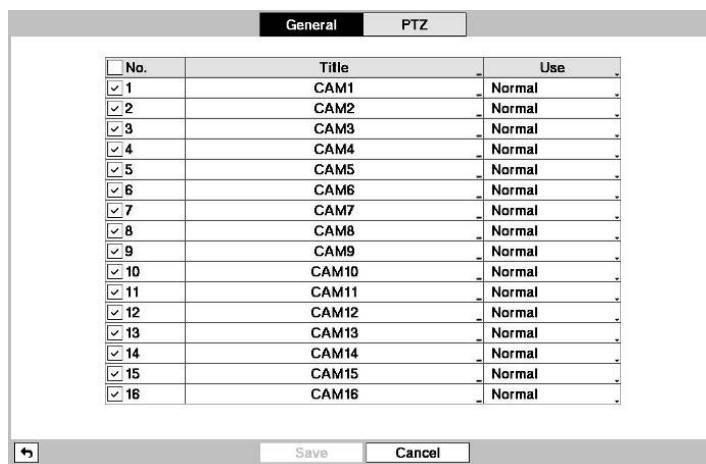 General PTZ
No. Title Use
1 CAM1 Normal
2 CAM2 Normal
3 CAM3 Normal
4 CAM4 Normal
5 CAM5 Normal
6 CAM6 Normal
7 CAM7 Normal
8 CAM8 Normal
9 CAM9 Normal
10 CAM10 Normal
11 CAM11 Normal
12 CAM12 Normal
13 CAM13 Normal
14 CAM14 Normal
15 CAM15 Normal
16 CAM16 Normal
Save Cancel